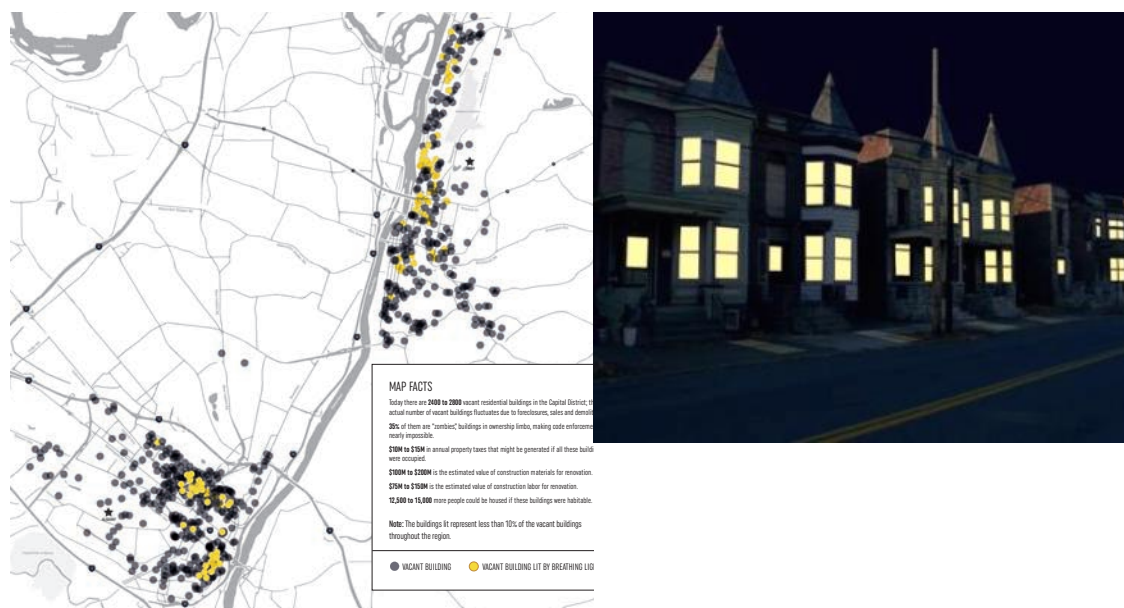 MAP FACTS
Today there are 2400 to 2800 vacant residential buildings in the Capital District; th
actual number of vacant buildings fluctuates due to foreclosures, sales and demolit
35% of them are "zombies," buildings in ownership limbo, making code enforceme
nearly impossible.
$10M to $15M in annual property taxes that might be generated if all these buildi
were occupied.
$100M to $200M is the estimated value of construction materials for renovation.
$75M to $150M is the estimated value of construction labor for renovation.
12,500 to 15,000 more people could be housed if these buildings were habitable.
Note: The buildings lit represent less than 10% of the vacant buildings
throughout the region.
VACANT BUILDING
VACANT BUILDING LIT BY BREATHING LIG